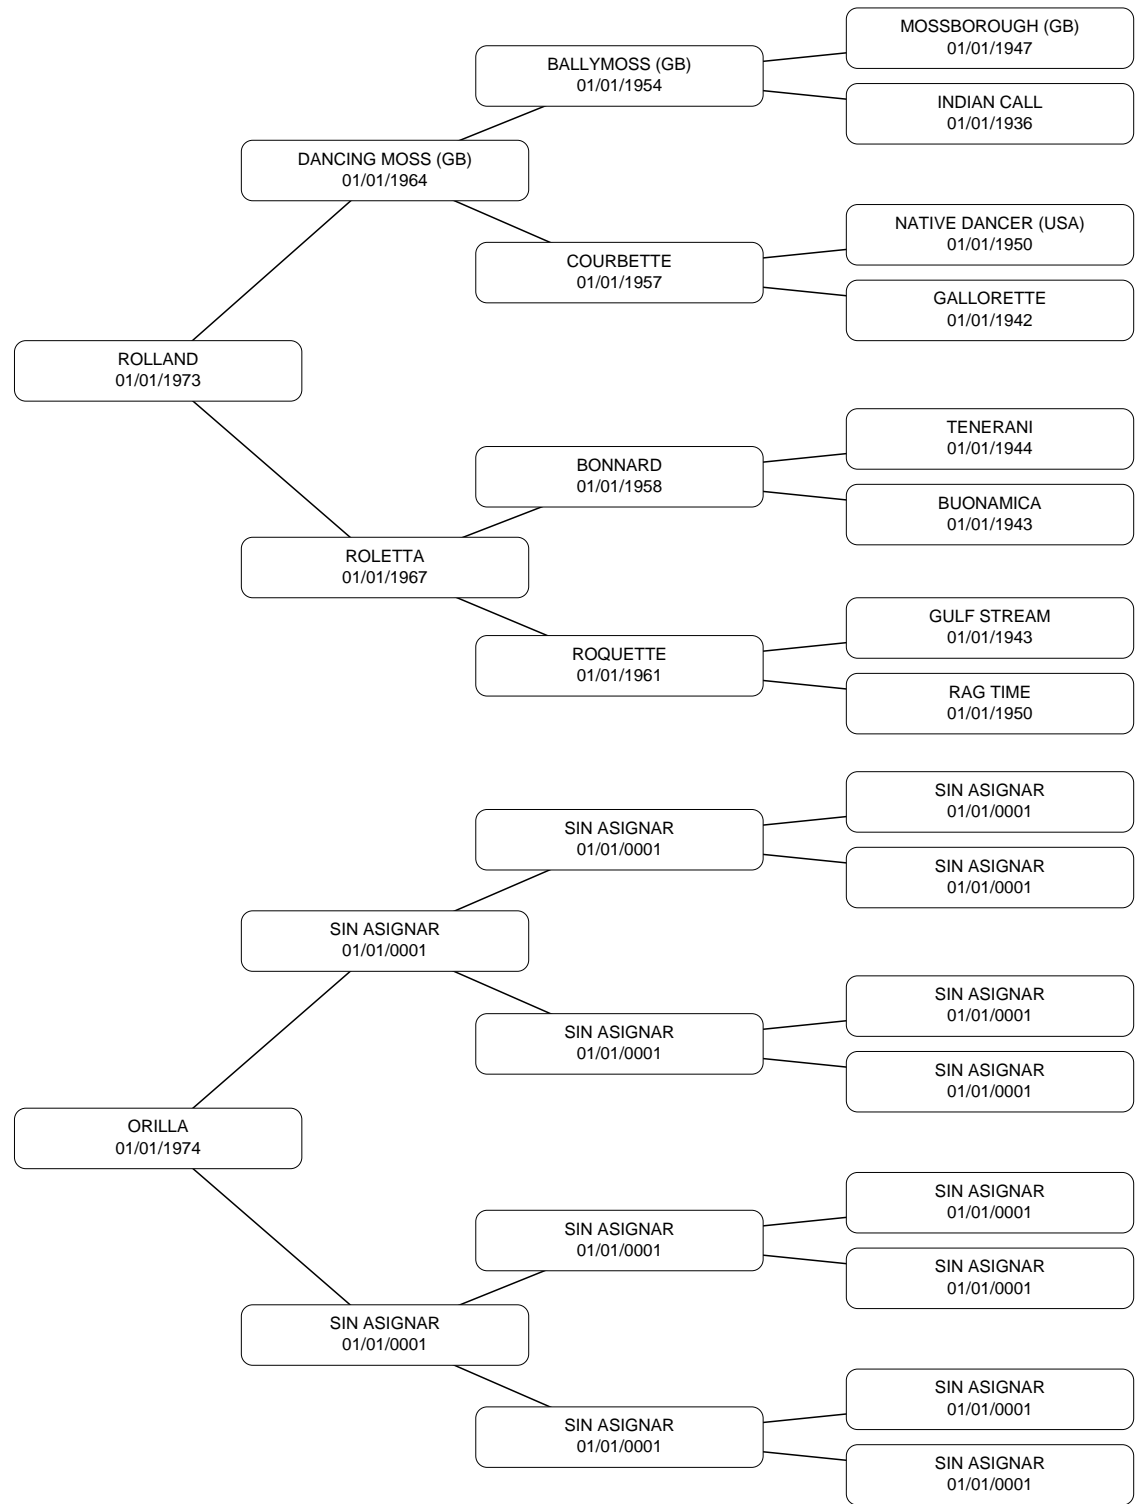 MOSSBOROUGH (GB)
01/01/1947
BALLYMOSS (GB)
01/01/1954
INDIAN CALL
01/01/1936
DANCING MOSS (GB)
01/01/1964
NATIVE DANCER (USA)
01/01/1950
COURBETTE
01/01/1957
GALLORETTE
01/01/1942
ROLLAND
01/01/1973
TENERANI
01/01/1944
BONNARD
01/01/1958
BUONAMICA
01/01/1943
ROLETTA
01/01/1967
GULF STREAM
01/01/1943
ROQUETTE
01/01/1961
RAG TIME
01/01/1950
SIN ASIGNAR
01/01/0001
SIN ASIGNAR
01/01/0001
SIN ASIGNAR
01/01/0001
SIN ASIGNAR
01/01/0001
SIN ASIGNAR
01/01/0001
SIN ASIGNAR
01/01/0001
SIN ASIGNAR
01/01/0001
ORILLA
01/01/1974
SIN ASIGNAR
01/01/0001
SIN ASIGNAR
01/01/0001
SIN ASIGNAR
01/01/0001
SIN ASIGNAR
01/01/0001
SIN ASIGNAR
01/01/0001
SIN ASIGNAR
01/01/0001
SIN ASIGNAR
01/01/0001